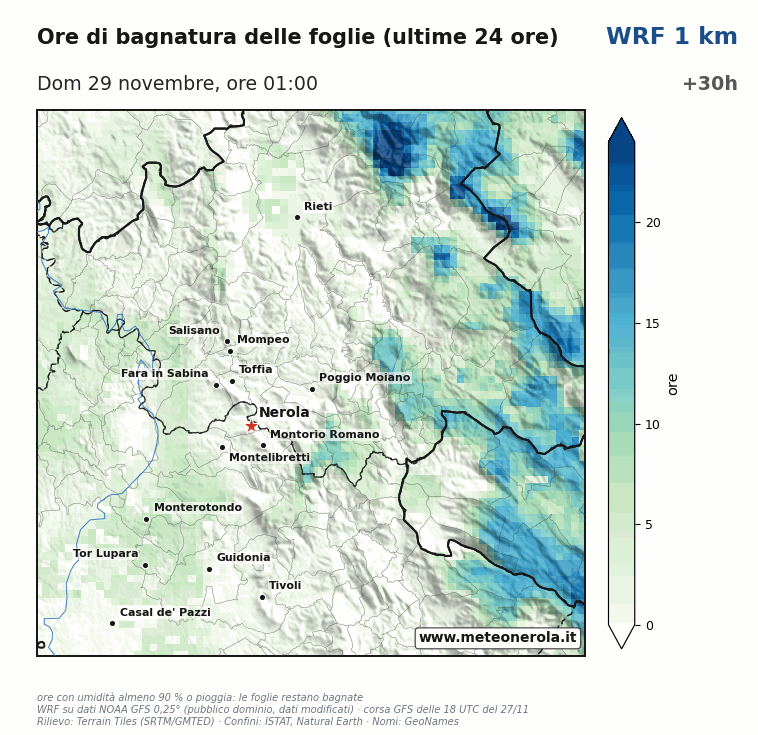 Ore di bagnatura delle foglie (ultime 24 ore)
WRF 1 km
Dom 29 novembre, ore 01:00
+30h
Rieti
Salisano
Mompeo
Fara in Sabina
Toffia
Poggio Moiano
Nerola
Montorio Romano
Montelibretti
Monterotondo
Tor Lupara
Guidonia
Tivoli
Casal de' Pazzi
www.meteonerola.it
20
15
10
5
0
ore
ore con umidità almeno 90 % o pioggia: le foglie restano bagnate
WRF su dati NOAA GFS 0,25° (pubblico dominio, dati modificati) · corsa GFS delle 18 UTC del 27/11
Rilievo: Terrain Tiles (SRTM/GMTED) · Confini: ISTAT, Natural Earth · Nomi: GeoNames